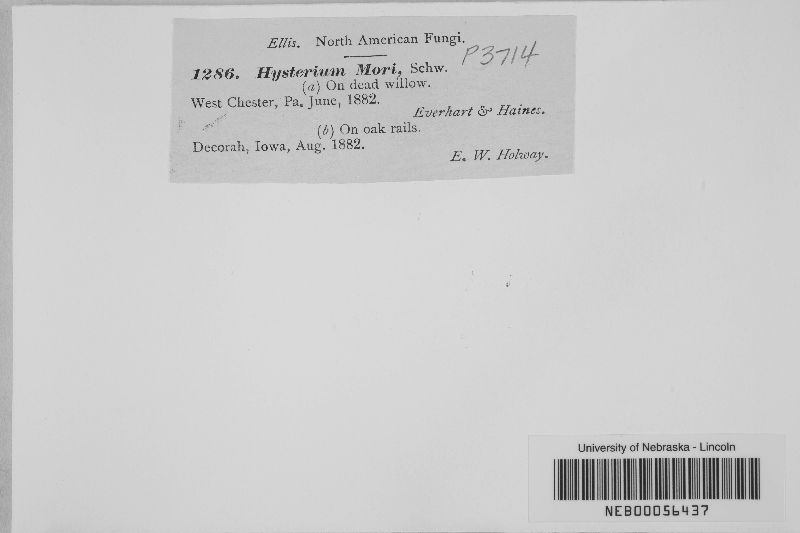 Ellis. North American Fungi.
P3714
1286. Hysterium Mori, Schw.
(a) On dead willow.
West Chester, Pa. June, 1882.
Everhart & Haines.
(b) On oak rails.
Decorah, Iowa, Aug. 1882.
E. W. Holway.
University of Nebraska - Lincoln
NEB00056437